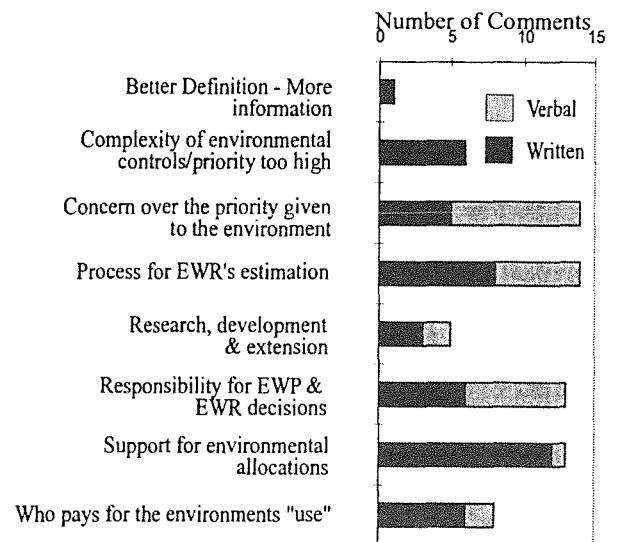 Number of Comments
0 5 10 15
Better Definition - More
information
Verbal
Complexity of environmental
controls/priority too high
Written
Concern over the priority given
to the environment
Process for EWR's estimation
Research, development
& extension
Responsibility for EWP &
EWR decisions
Support for environmental
allocations
Who pays for the environments "use"